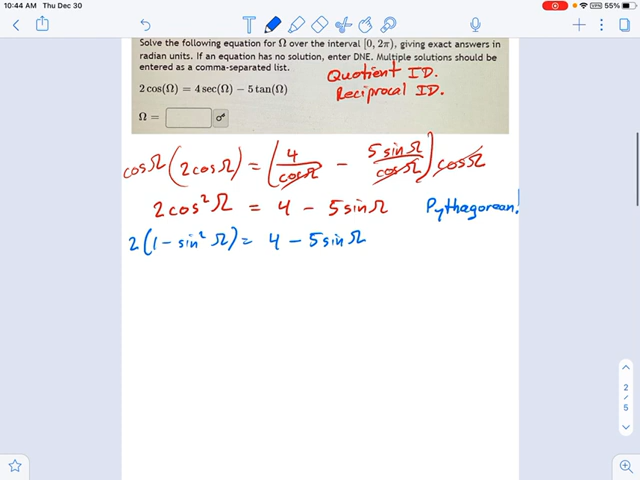 10:44 AM Thu Dec 30
55%
Solve the following equation for Ω over the interval [0, 2π), giving exact answers in
radian units. If an equation has no solution, enter DNE. Multiple solutions should be
entered as a comma-separated list.
Quotient ID.
2 cos(Ω) = 4 sec(Ω) − 5 tan(Ω)
Reciprocal ID.
Ω =
cosΩ (2cosΩ) = (4/cosΩ − 5sinΩ/cosΩ) cosΩ
2cos²Ω = 4 − 5sinΩ Pythagorean!
2(1 − sin²Ω) = 4 − 5sinΩ
2
/
5